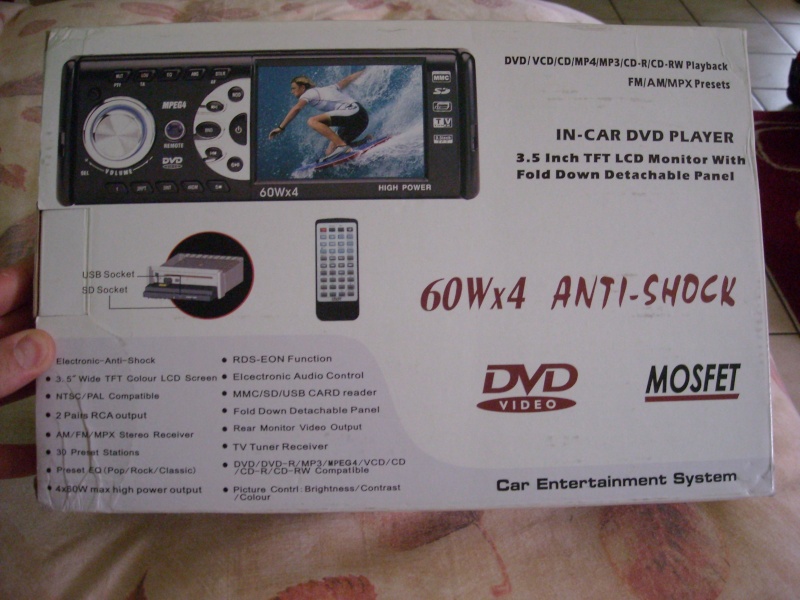 DVD/VCD/CD/MP4/MP3/CD-R/CD-RW Playback
FM/AM/MPX Presets
IN-CAR DVD PLAYER
3.5 Inch TFT LCD Monitor With
Fold Down Detachable Panel
MPEG4
REMOTE
DVD
VOLUME
SEL
60Wx4
HIGH POWER
MMC
SD
T.V
USB Socket
SD Socket
60Wx4 ANTI-SHOCK
DVD
VIDEO
MOSFET
Electronic-Anti-Shock
• 3.5" Wide TFT Colour LCD Screen
• NTSC/PAL Compatible
• 2 Pairs RCA output
• AM/FM/MPX Stereo Receiver
• 30 Preset Stations
• Preset EQ(Pop/Rock/Classic)
• 4x60W max high power output
• RDS-EON Function
• Elcectronic Audio Control
• MMC/SD/USB CARD reader
• Fold Down Detachable Panel
• Rear Monitor Video Output
• TV Tuner Receiver
• DVD/DVD-R/MP3/MPEG4/VCD/CD
/CD-R/CD-RW Compatible
• Picture Contrl:Brightness/Contrast
/Colour
Car Entertainment System